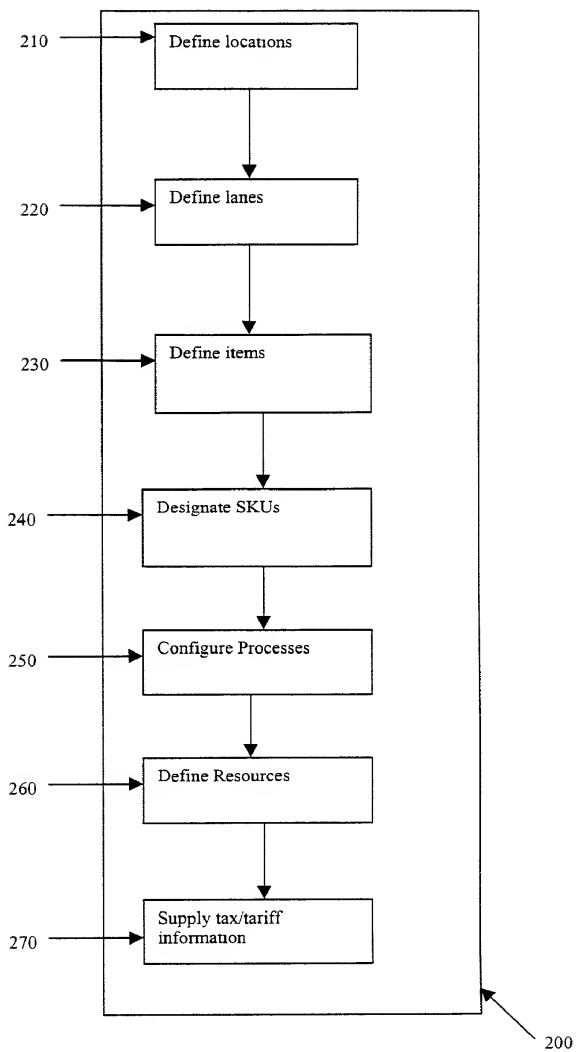 210
Define locations
220
Define lanes
230
Define items
240
Designate SKUs
250
Configure Processes
260
Define Resources
270
Supply tax/tariff
information
200